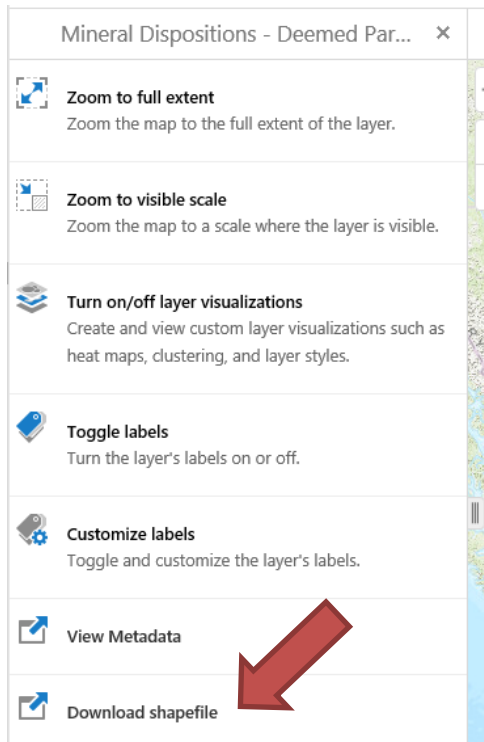 Mineral Dispositions - Deemed Par... ×
Zoom to full extent
Zoom the map to the full extent of the layer.
Zoom to visible scale
Zoom the map to a scale where the layer is visible.
Turn on/off layer visualizations
Create and view custom layer visualizations such as
heat maps, clustering, and layer styles.
Toggle labels
Turn the layer's labels on or off.
Customize labels
Toggle and customize the layer's labels.
View Metadata
Download shapefile